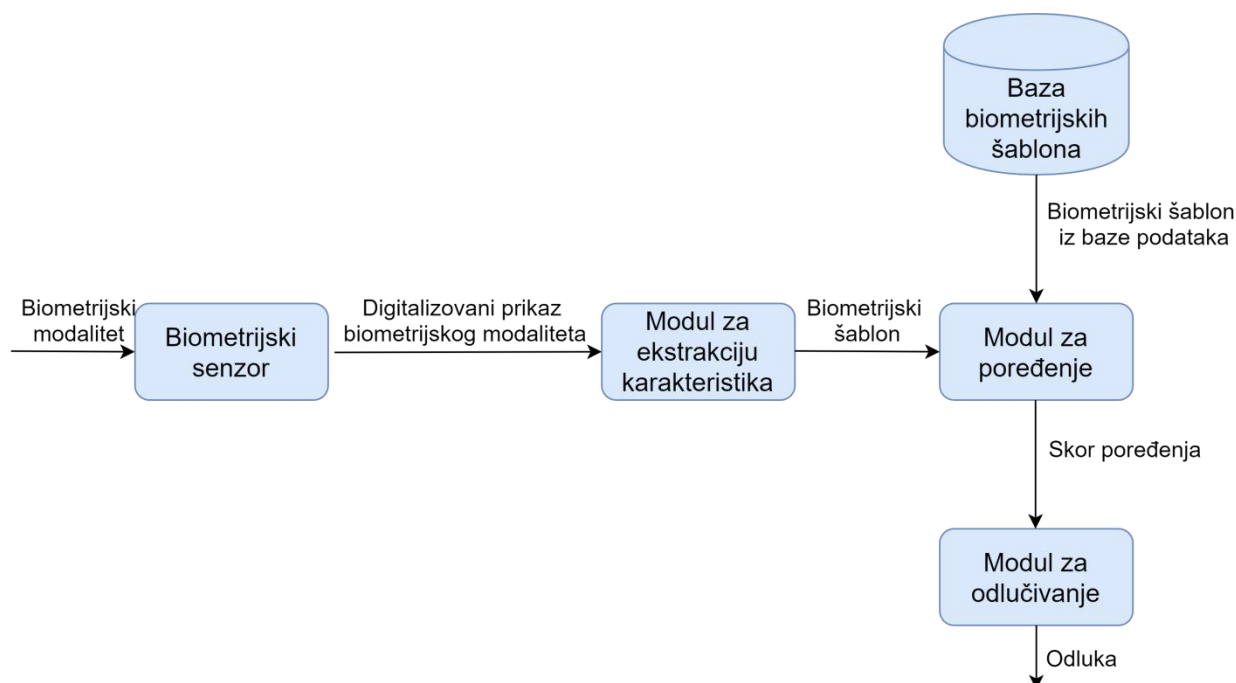 Baza
biometrijskih
šablona
Biometrijski šablon
iz baze podataka
Biometrijski
modalitet
Biometrijski
senzor
Digitalizovani prikaz
biometrijskog modaliteta
Modul za
ekstrakciju
karakteristika
Biometrijski
šablon
Modul za
poređenje
Skor poređenja
Modul za
odlučivanje
Odluka